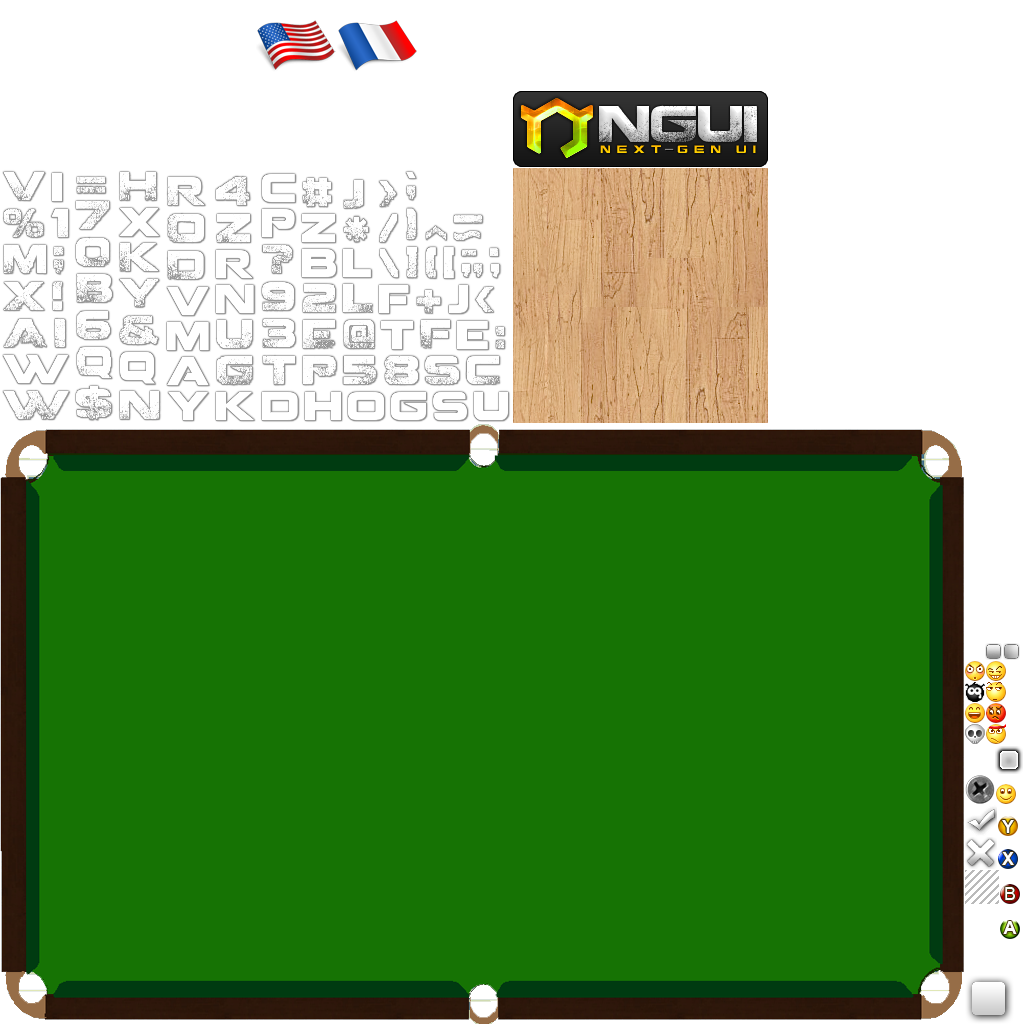 NGUI
NEXT-GEN UI
V I = H R 4 C # J >
% 1 7 X O Z P Z * / ) ^ =
M ; Q K D R ? B L \ ] ( [ " ;
X ! B Y V N 9 2 L F + J <
A I 6 & M U 3 E @ T F E :
W Q Q A G T P 5 8 S C
W $ N Y K D H O G S U
Y
X
B
A